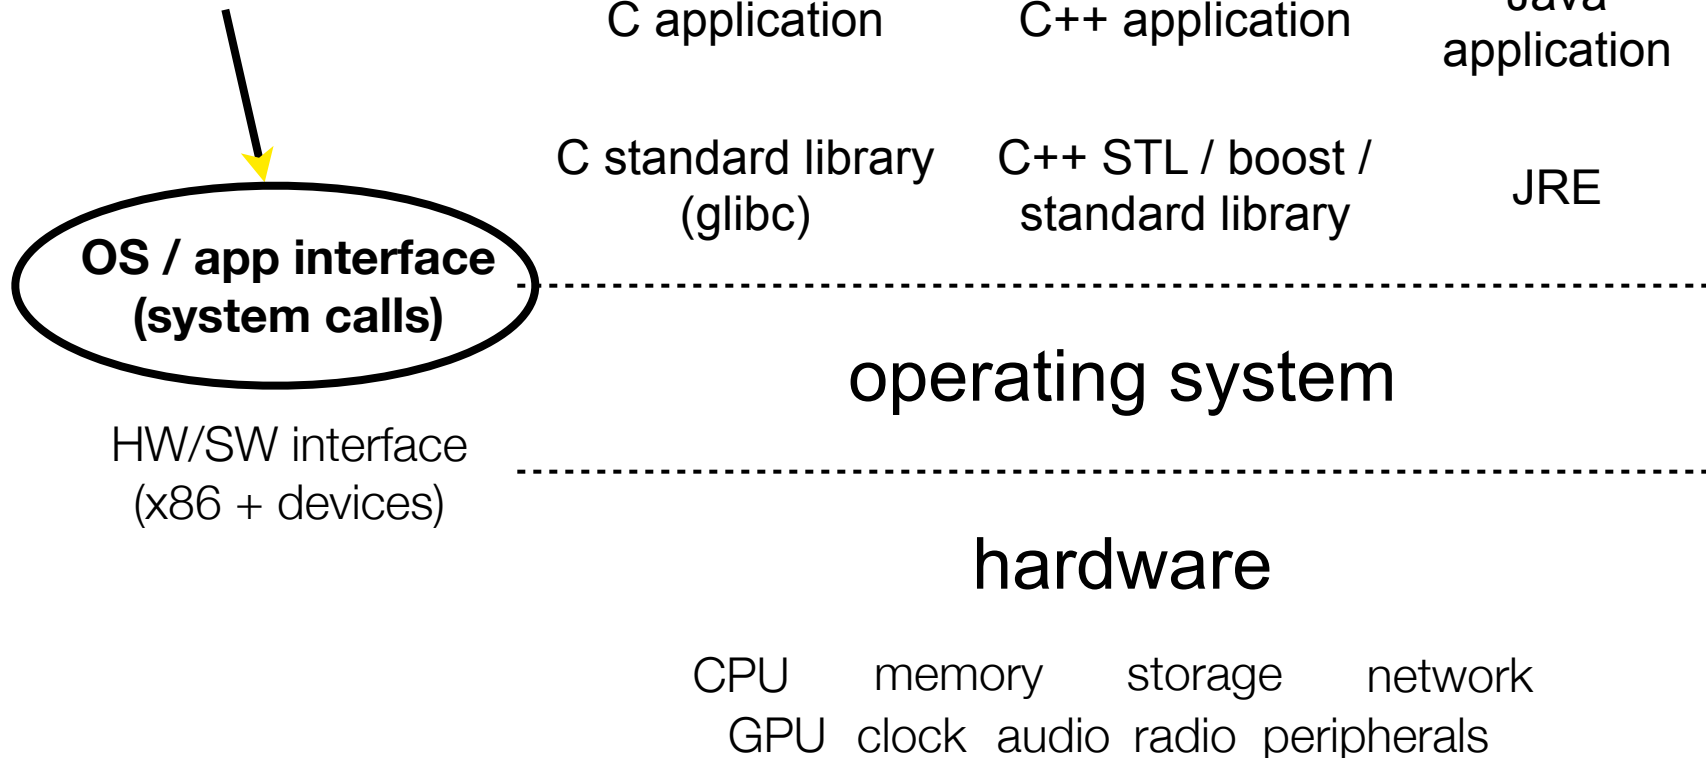 C application
C++ application
Java
application
C standard library
(glibc)
C++ STL / boost /
standard library
JRE
OS / app interface
(system calls)
operating system
HW/SW interface
(x86 + devices)
hardware
CPU memory storage network
GPU clock audio radio peripherals